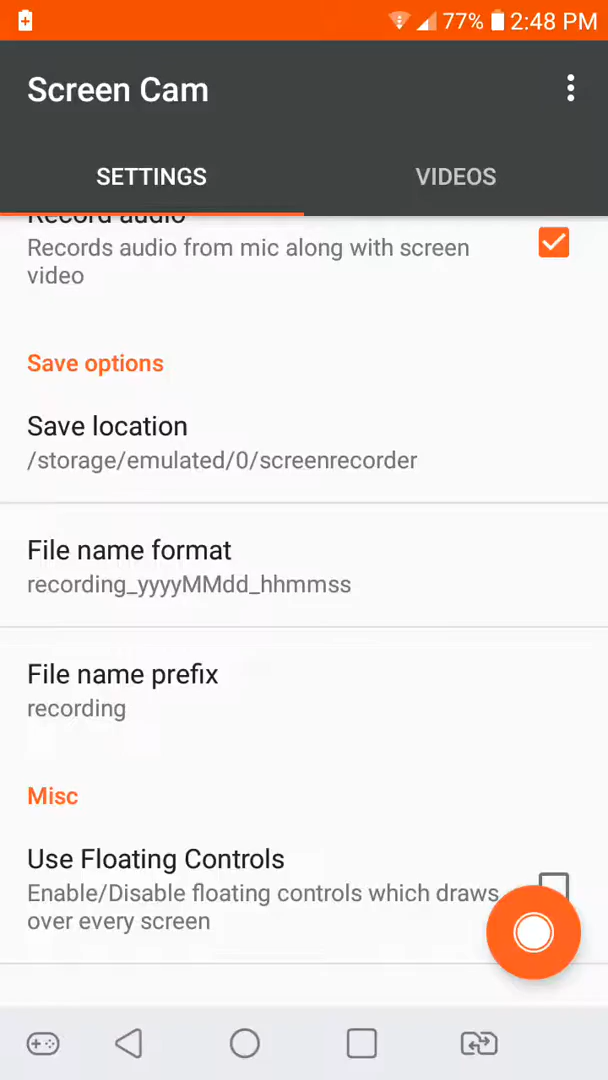 77% 2:48 PM
Screen Cam
SETTINGS VIDEOS
Record audio
Records audio from mic along with screen
video
Save options
Save location
/storage/emulated/0/screenrecorder
File name format
recording_yyyyMMdd_hhmmss
File name prefix
recording
Misc
Use Floating Controls
Enable/Disable floating controls which draws
over every screen